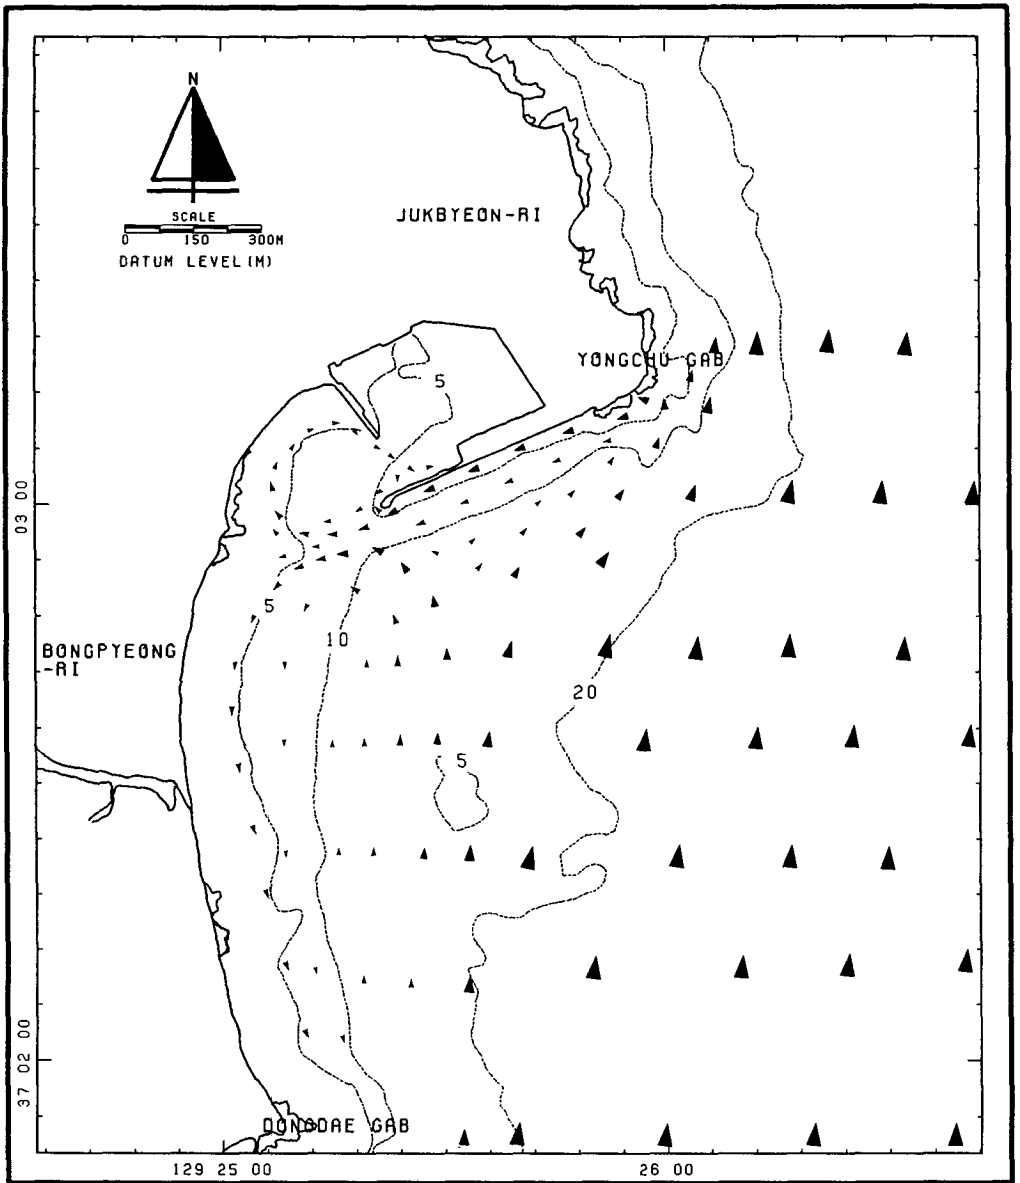 N
SCALE
0 150 300M
DATUM LEVEL(M)
JUKBYEON-RI
YONGCHU GAB
5
03 00
5
10
BONGPYEONG
-RI
20
5
37 02 00
DONGDAE GAB
129 25 00
26 00